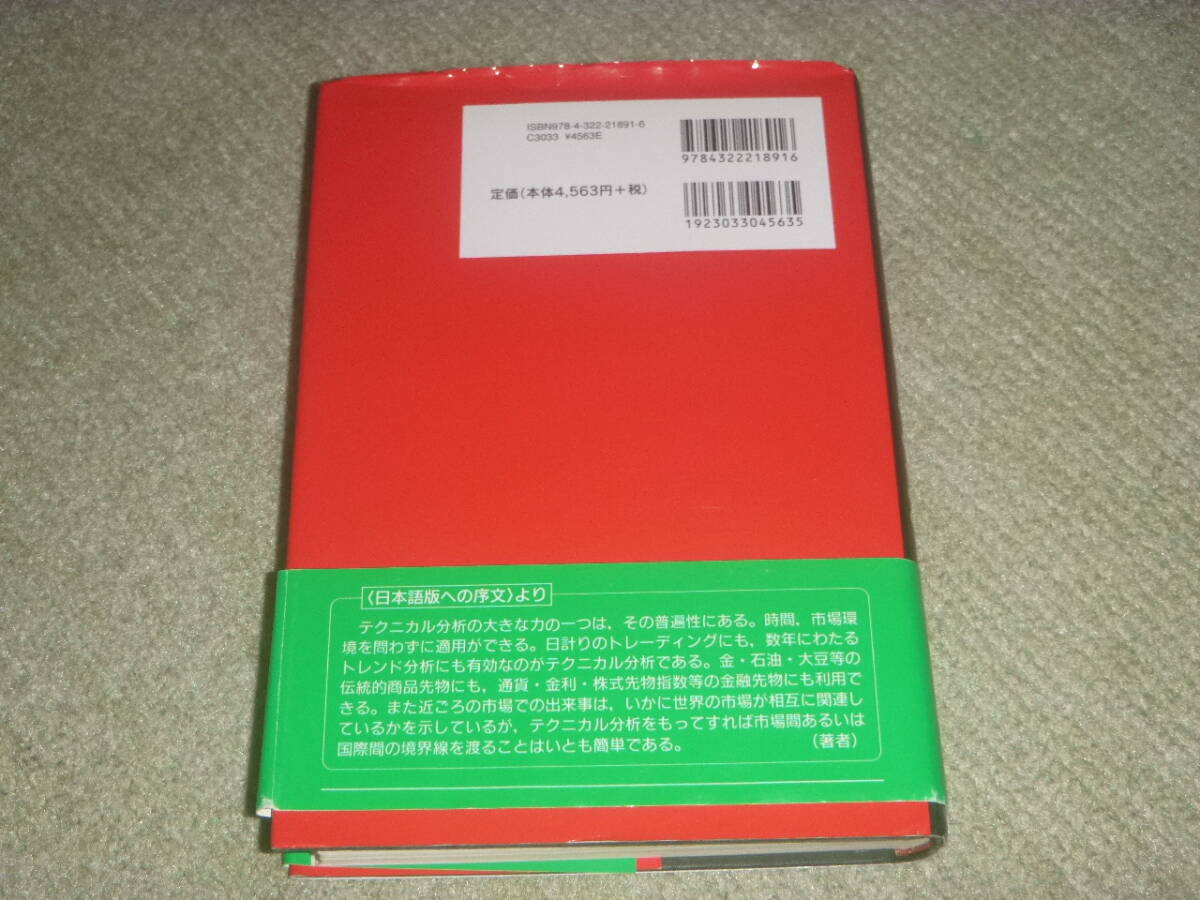 ISBN978-4-322-21891-6
C3033 ¥4563E
9784322218916
定価(本体4,563円+税)
1923033045635
〈日本語版への序文〉より
テクニカル分析の大きな力の一つは，その普遍性にある。時間，市場環
境を問わずに適用ができる。日計りのトレーディングにも，数年にわたる
トレンド分析にも有効なのがテクニカル分析である。金・石油・大豆等の
伝統的商品先物にも，通貨・金利・株式先物指数等の金融先物にも利用で
きる。また近ごろの市場での出来事は，いかに世界の市場が相互に関連し
ているかを示しているが，テクニカル分析をもってすれば市場間あるいは
国際間の境界線を渡ることはいとも簡単である。 （著者）